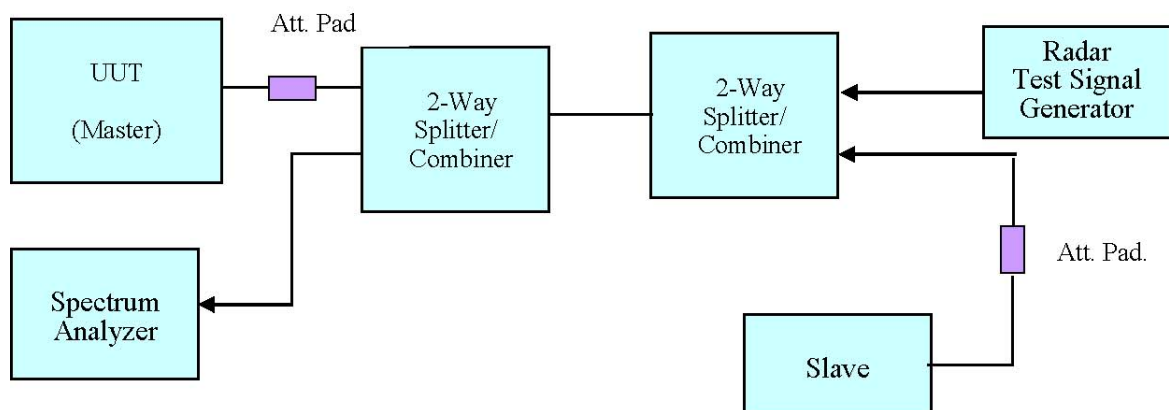 Att. Pad
UUT
(Master)
2-Way
Splitter/
Combiner
2-Way
Splitter/
Combiner
Radar
Test Signal
Generator
Att. Pad.
Spectrum
Analyzer
Slave